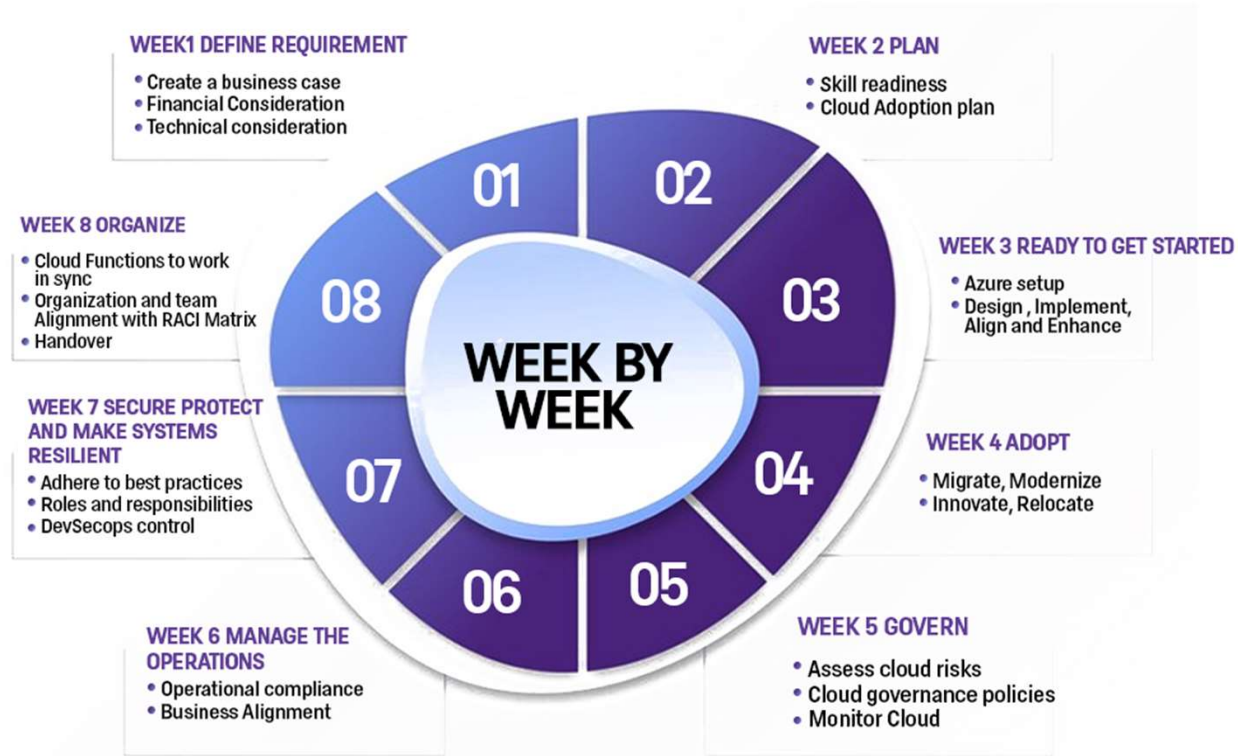 WEEK1 DEFINE REQUIREMENT
• Create a business case
• Financial Consideration
• Technical consideration
WEEK 2 PLAN
• Skill readiness
• Cloud Adoption plan
WEEK 3 READY TO GET STARTED
• Azure setup
• Design , Implement,
Align and Enhance
WEEK 4 ADOPT
• Migrate, Modernize
• Innovate, Relocate
WEEK 5 GOVERN
• Assess cloud risks
• Cloud governance policies
• Monitor Cloud
WEEK 6 MANAGE THE
OPERATIONS
• Operational compliance
• Business Alignment
WEEK 7 SECURE PROTECT
AND MAKE SYSTEMS
RESILIENT
• Adhere to best practices
• Roles and responsibilities
• DevSecops control
WEEK 8 ORGANIZE
• Cloud Functions to work
in sync
• Organization and team
Alignment with RACI Matrix
• Handover
01
02
03
04
05
06
07
08
WEEK BY
WEEK